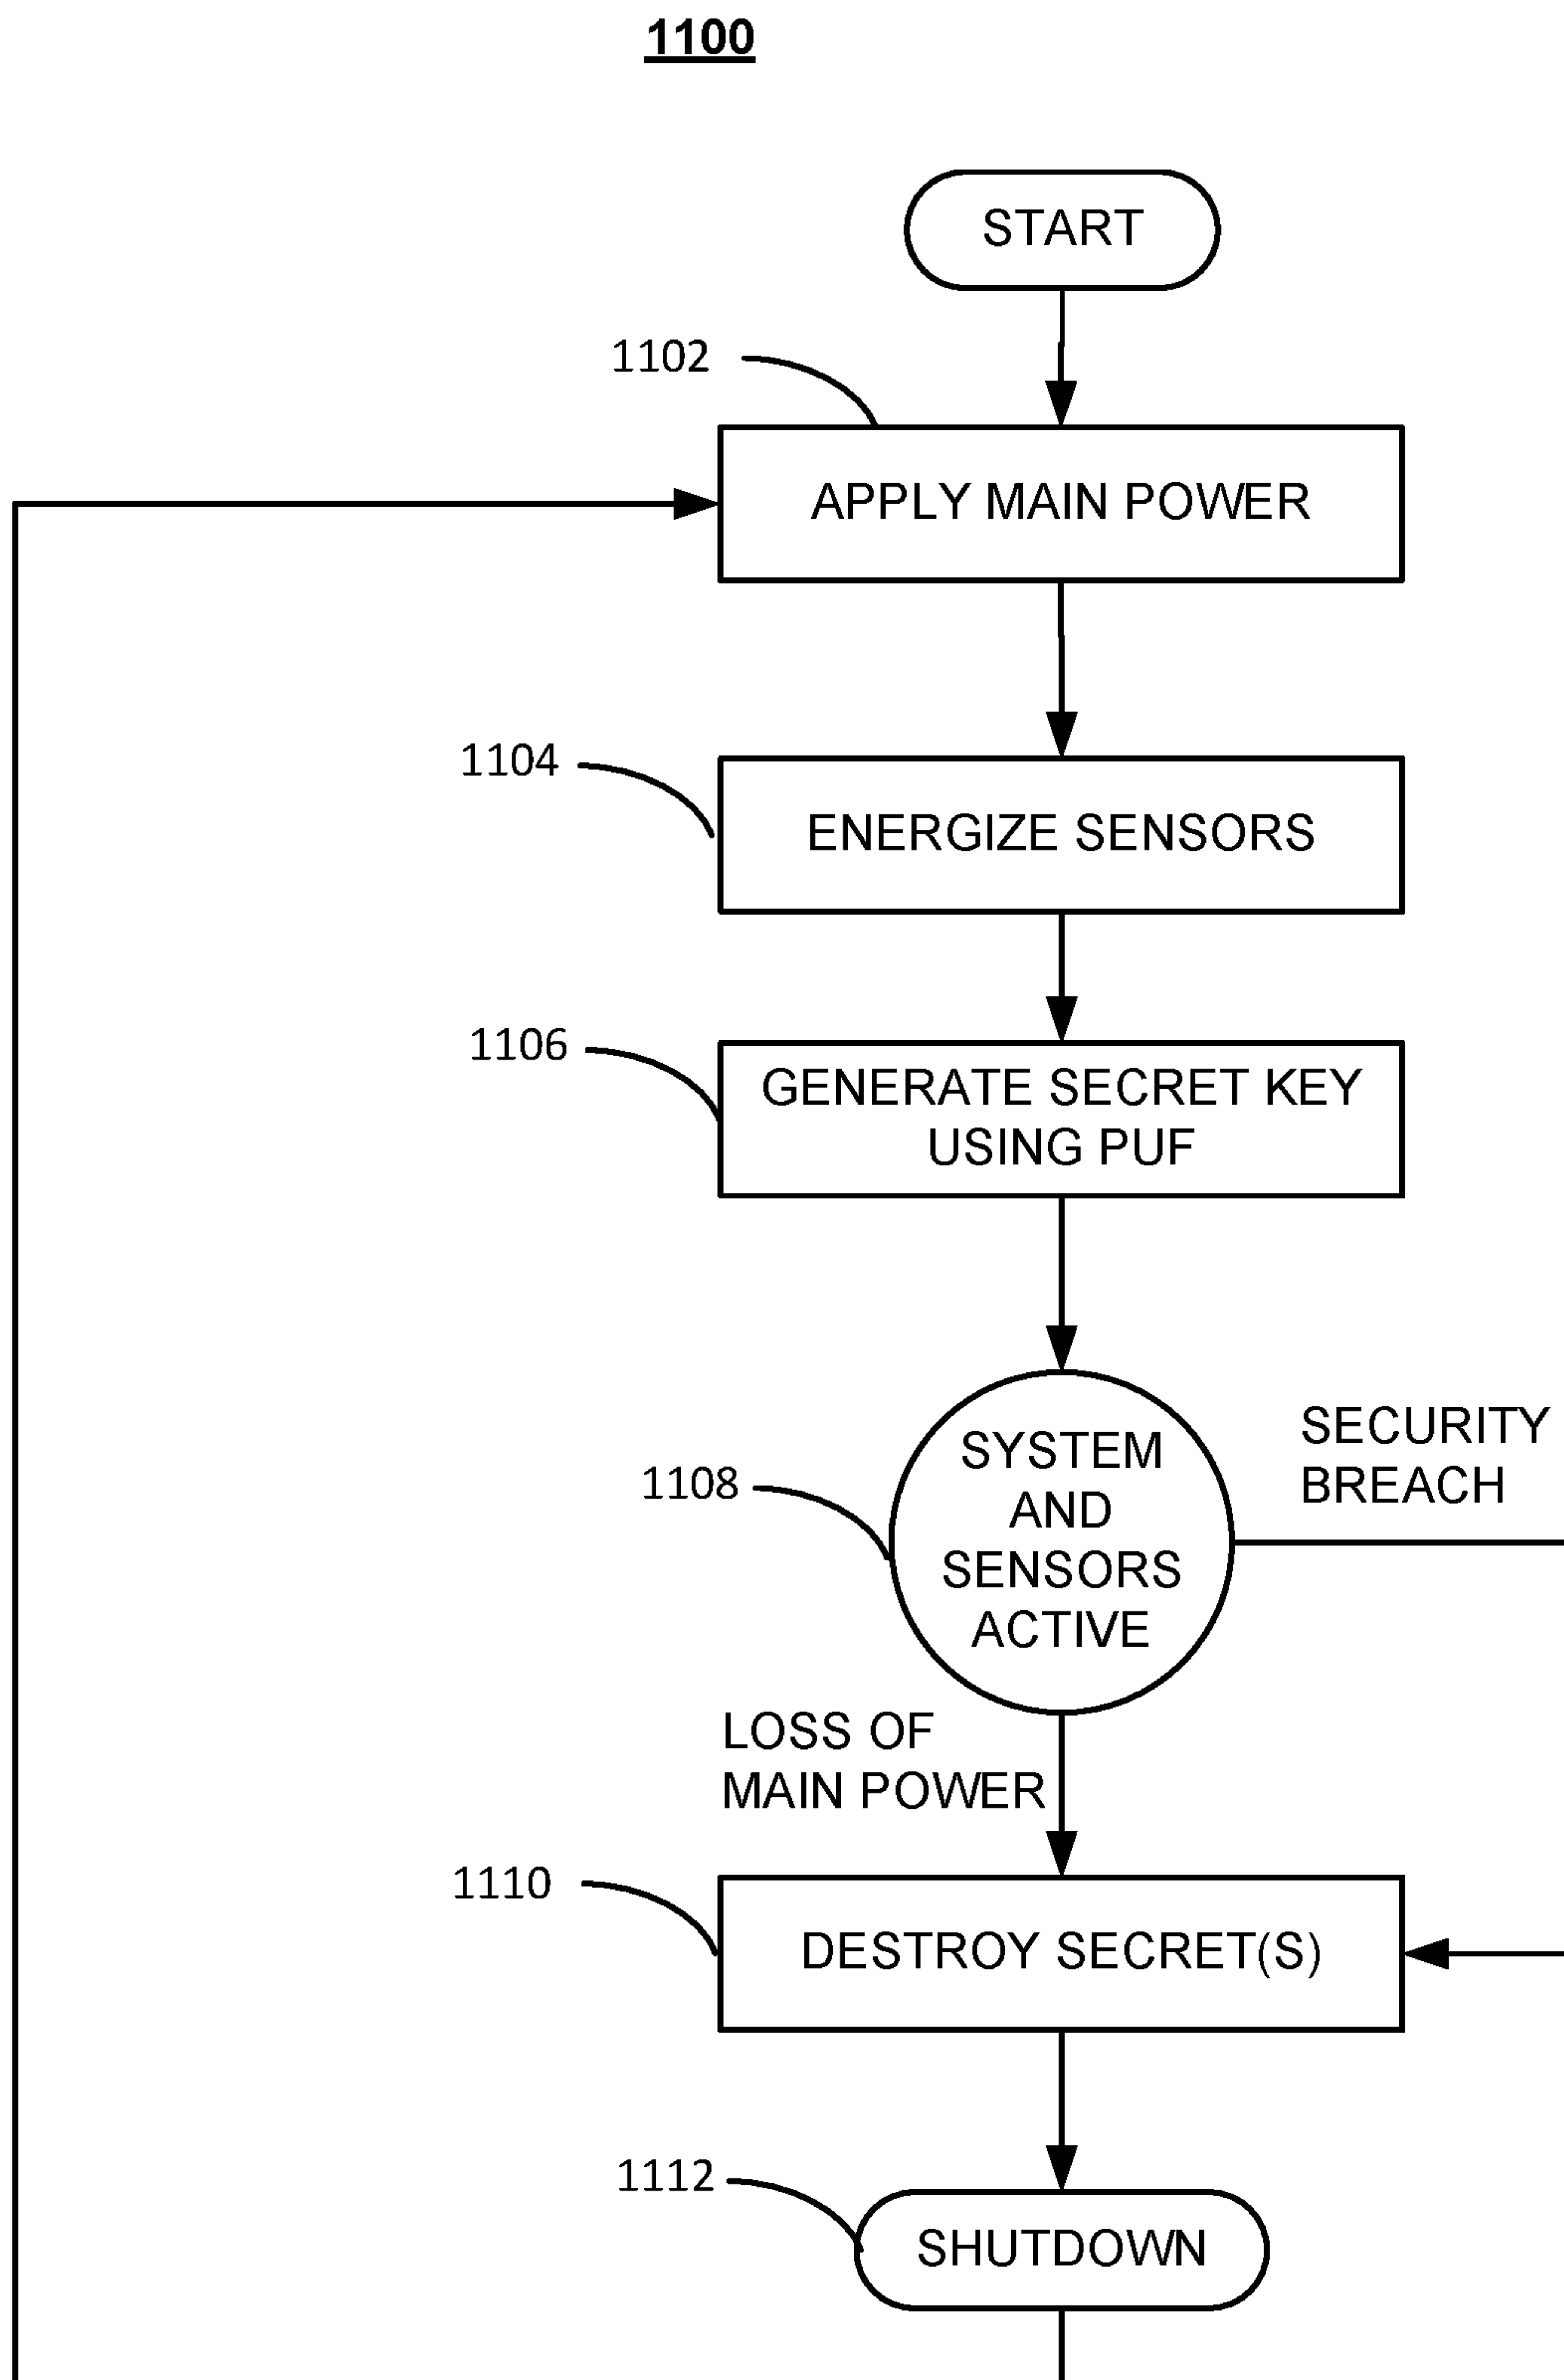 1100
START
1102
APPLY MAIN POWER
1104
ENERGIZE SENSORS
1106
GENERATE SECRET KEY
USING PUF
SYSTEM
AND
SENSORS
ACTIVE
1108
SECURITY
BREACH
LOSS OF
MAIN POWER
1110
DESTROY SECRET(S)
1112
SHUTDOWN